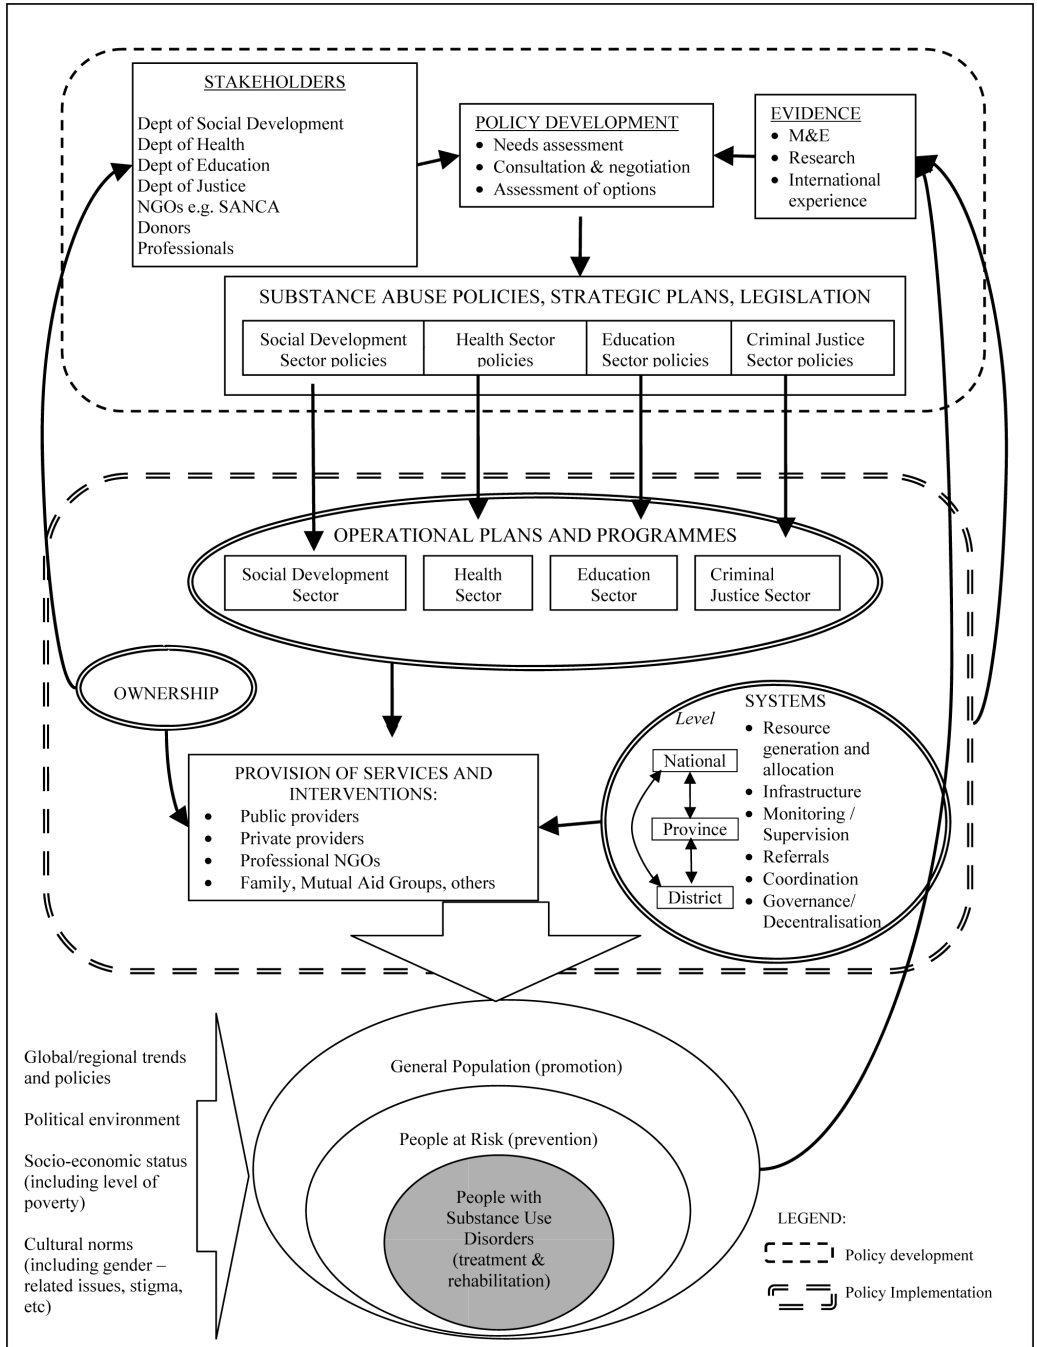 STAKEHOLDERS
Dept of Social Development
Dept of Health
Dept of Education
Dept of Justice
NGOs e.g. SANCA
Donors
Professionals
POLICY DEVELOPMENT
• Needs assessment
• Consultation & negotiation
• Assessment of options
EVIDENCE
• M&E
• Research
• International
experience
SUBSTANCE ABUSE POLICIES, STRATEGIC PLANS, LEGISLATION
Social Development
Sector policies
Health Sector
policies
Education
Sector policies
Criminal Justice
Sector policies
OPERATIONAL PLANS AND PROGRAMMES
Social Development
Sector
Health
Sector
Education
Sector
Criminal
Justice Sector
OWNERSHIP
PROVISION OF SERVICES AND
INTERVENTIONS:
• Public providers
• Private providers
• Professional NGOs
• Family, Mutual Aid Groups, others
Level
National
Province
District
SYSTEMS
• Resource
generation and
allocation
• Infrastructure
• Monitoring /
Supervision
• Referrals
• Coordination
• Governance/
Decentralisation
Global/regional trends
and policies
Political environment
Socio-economic status
(including level of
poverty)
Cultural norms
(including gender –
related issues, stigma,
etc)
General Population (promotion)
People at Risk (prevention)
People with
Substance Use
Disorders
(treatment &
rehabilitation)
LEGEND:
Policy development
Policy Implementation